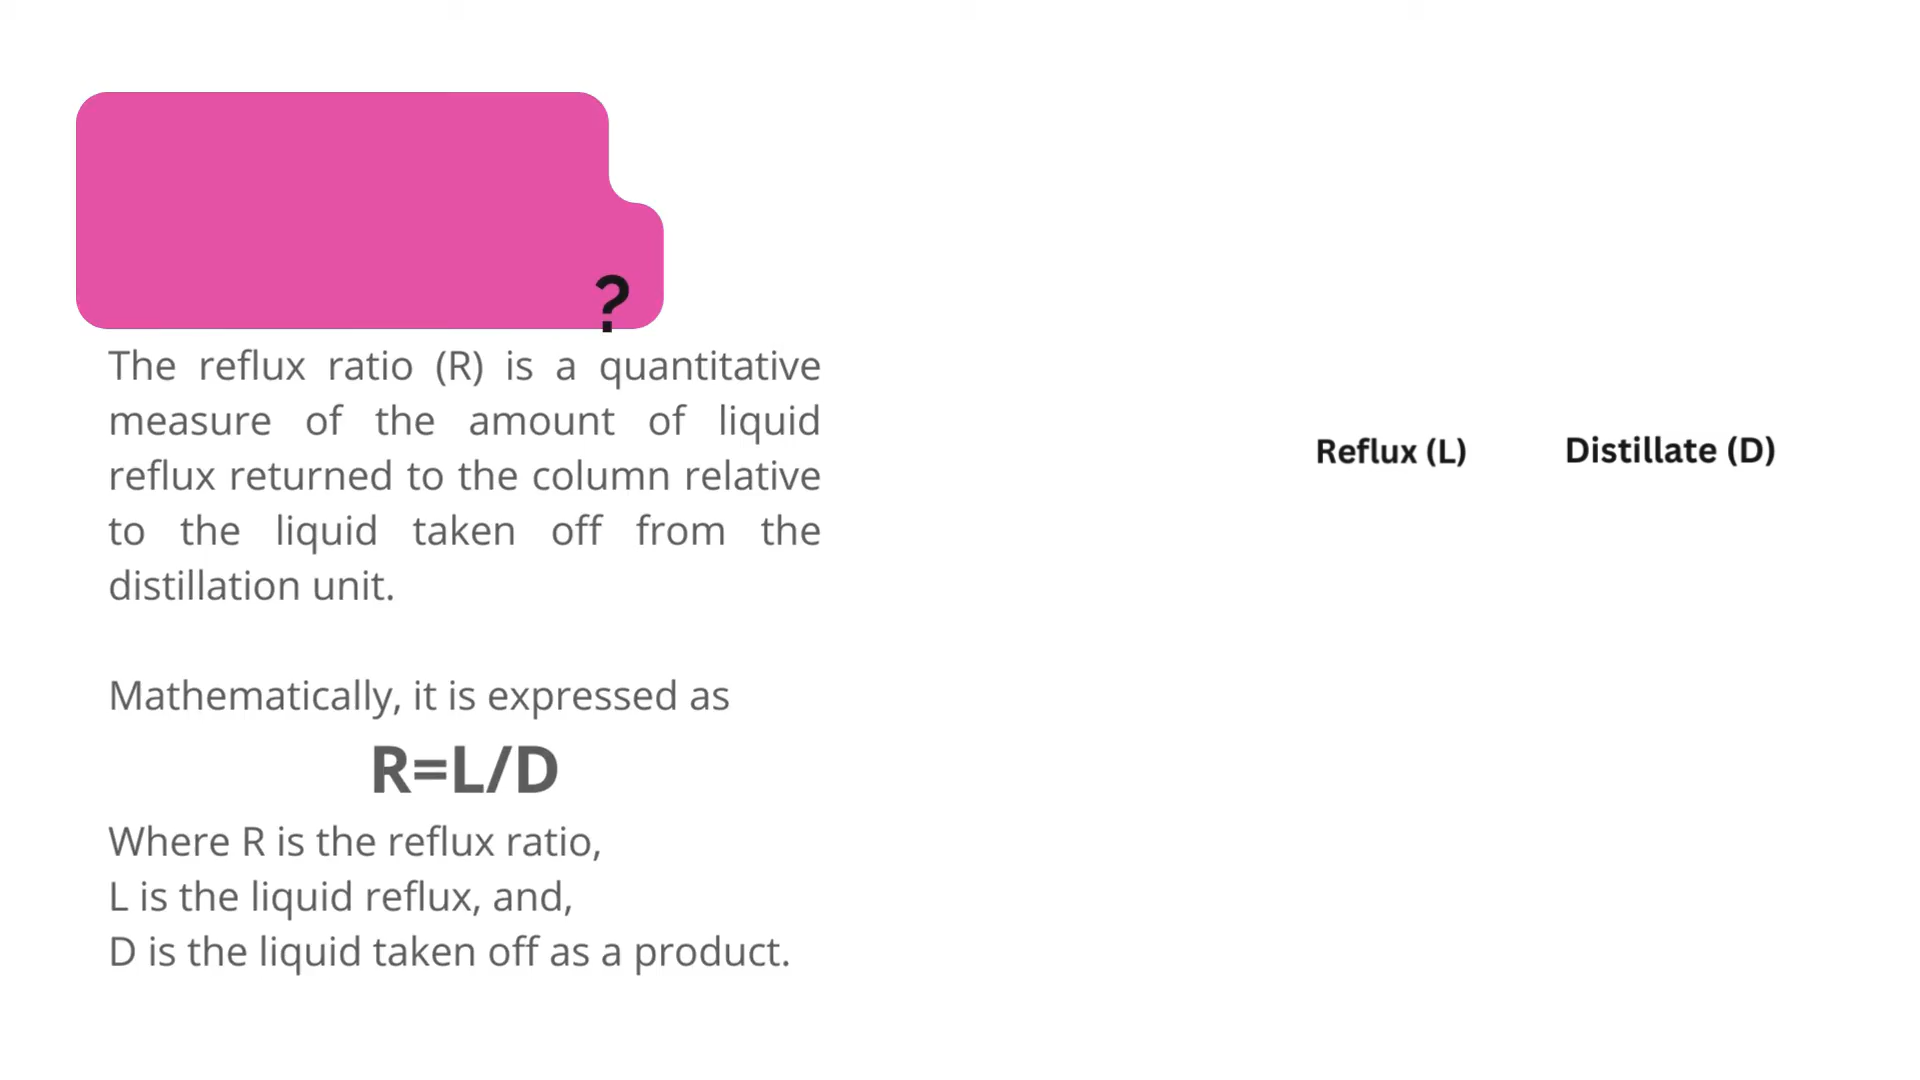 ?
The reflux ratio (R) is a quantitative
measure of the amount of liquid
reflux returned to the column relative
to the liquid taken off from the
distillation unit.
Mathematically, it is expressed as
R=L/D
Where R is the reflux ratio,
L is the liquid reflux, and,
D is the liquid taken off as a product.
Reflux (L)
Distillate (D)